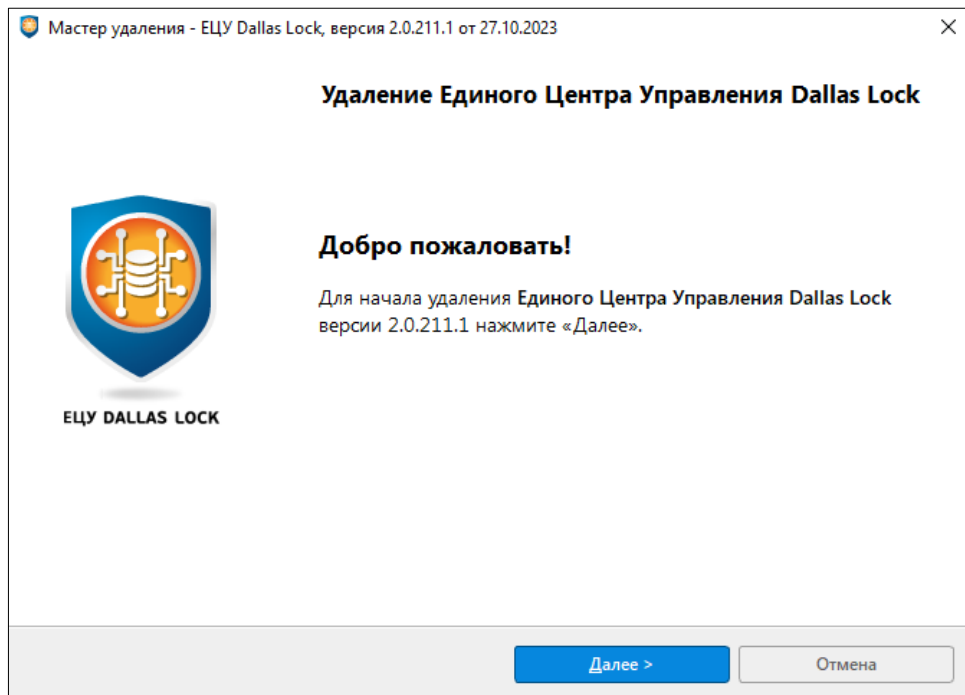 Мастер удаления - ЕЦУ Dallas Lock, версия 2.0.211.1 от 27.10.2023
Удаление Единого Центра Управления Dallas Lock
Добро пожаловать!
Для начала удаления Единого Центра Управления Dallas Lock
версии 2.0.211.1 нажмите «Далее».
ЕЦУ DALLAS LOCK
Далее >
Отмена